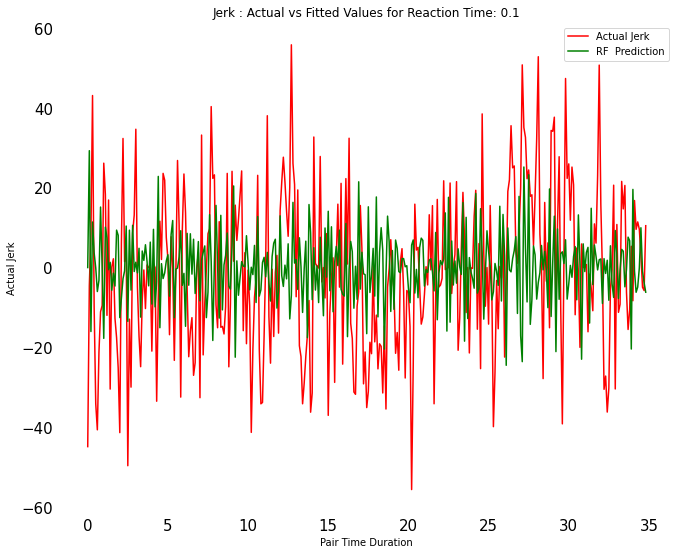 Jerk : Actual vs Fitted Values for Reaction Time: 0.1
Actual Jerk
RF  Prediction
60
40
20
0
−20
−40
−60
Actual Jerk
0 5 10 15 20 25 30 35
Pair Time Duration